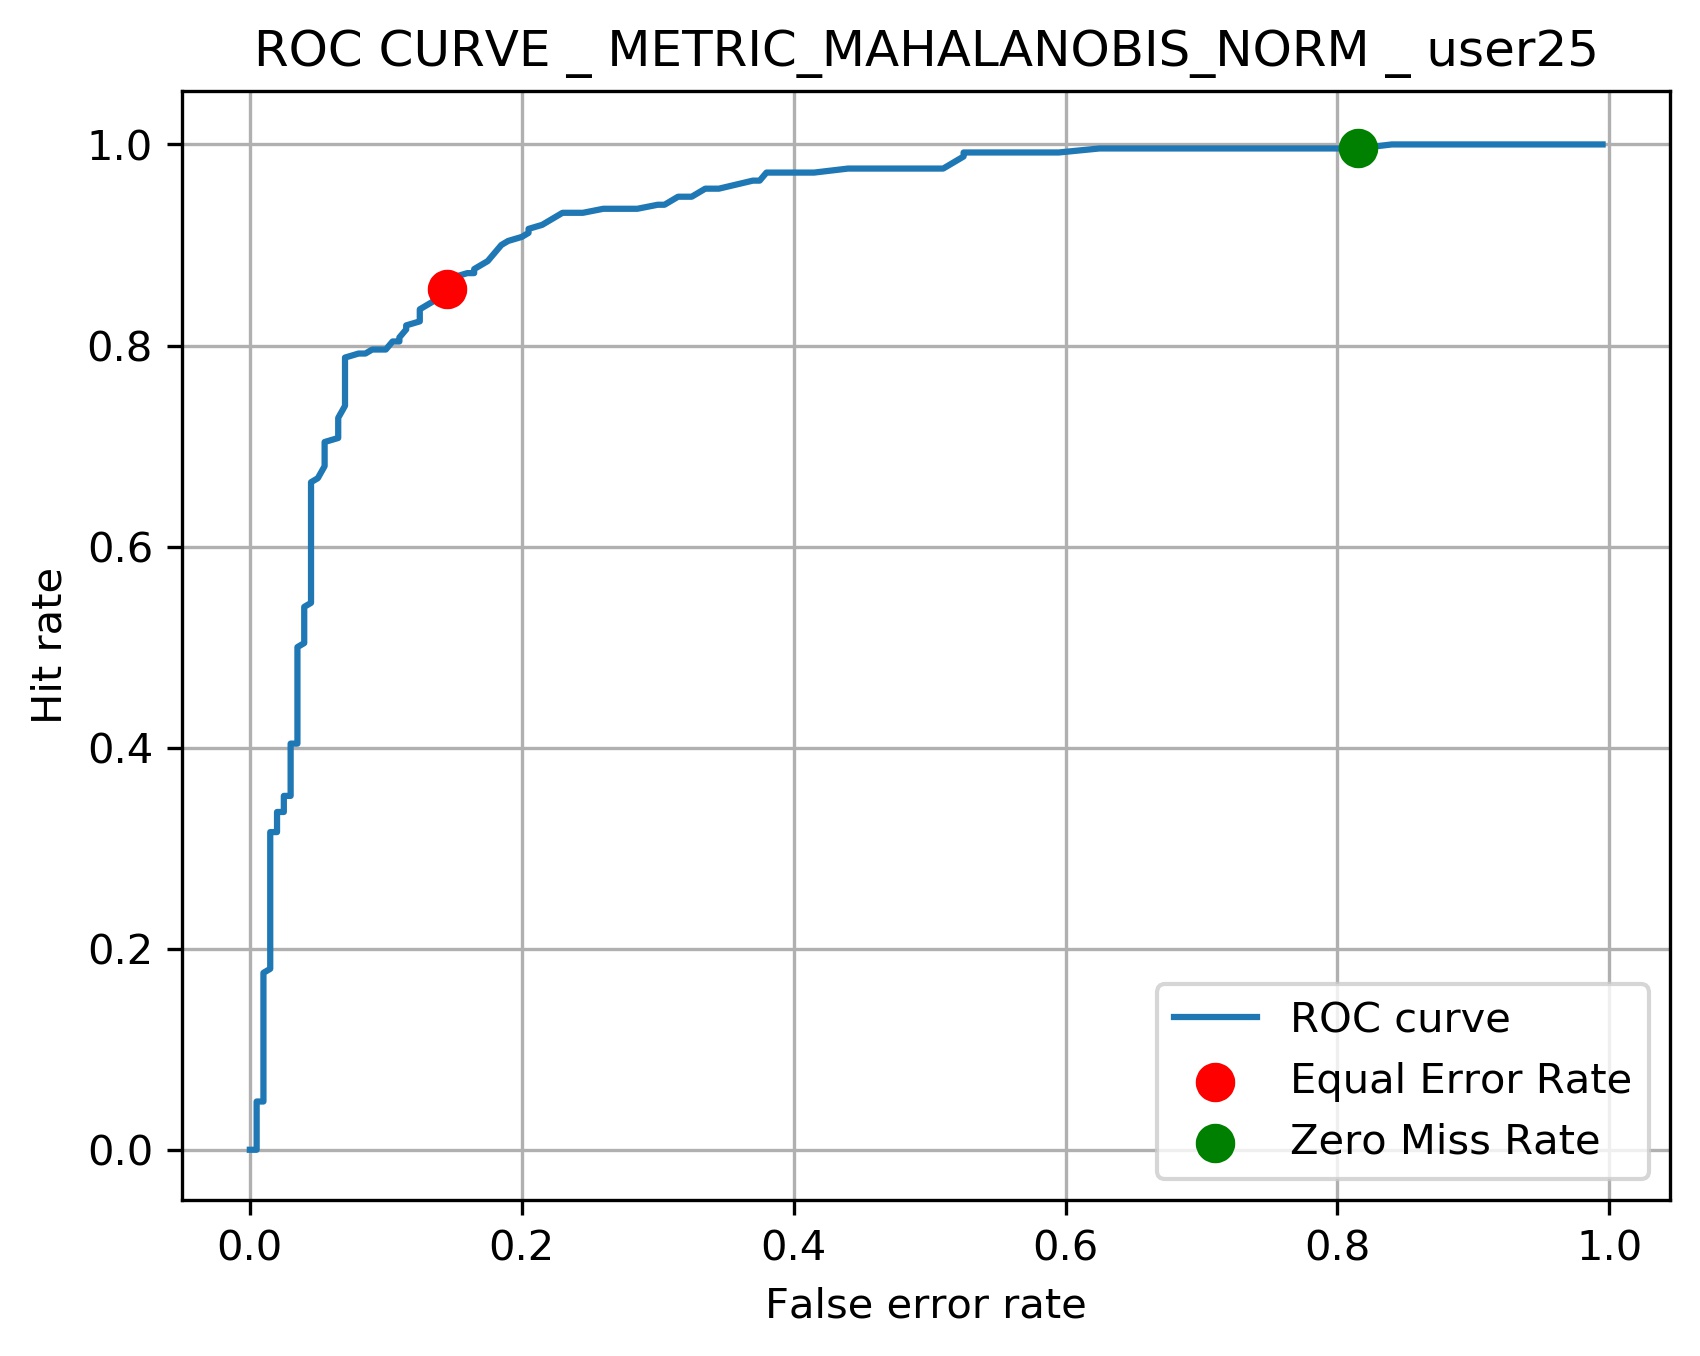 ROC CURVE _ METRIC_MAHALANOBIS_NORM _ user25
1.0
0.8
0.6
0.4
0.2
0.0
Hit rate
ROC curve
Equal Error Rate
Zero Miss Rate
0.0 0.2 0.4 0.6 0.8 1.0
False error rate